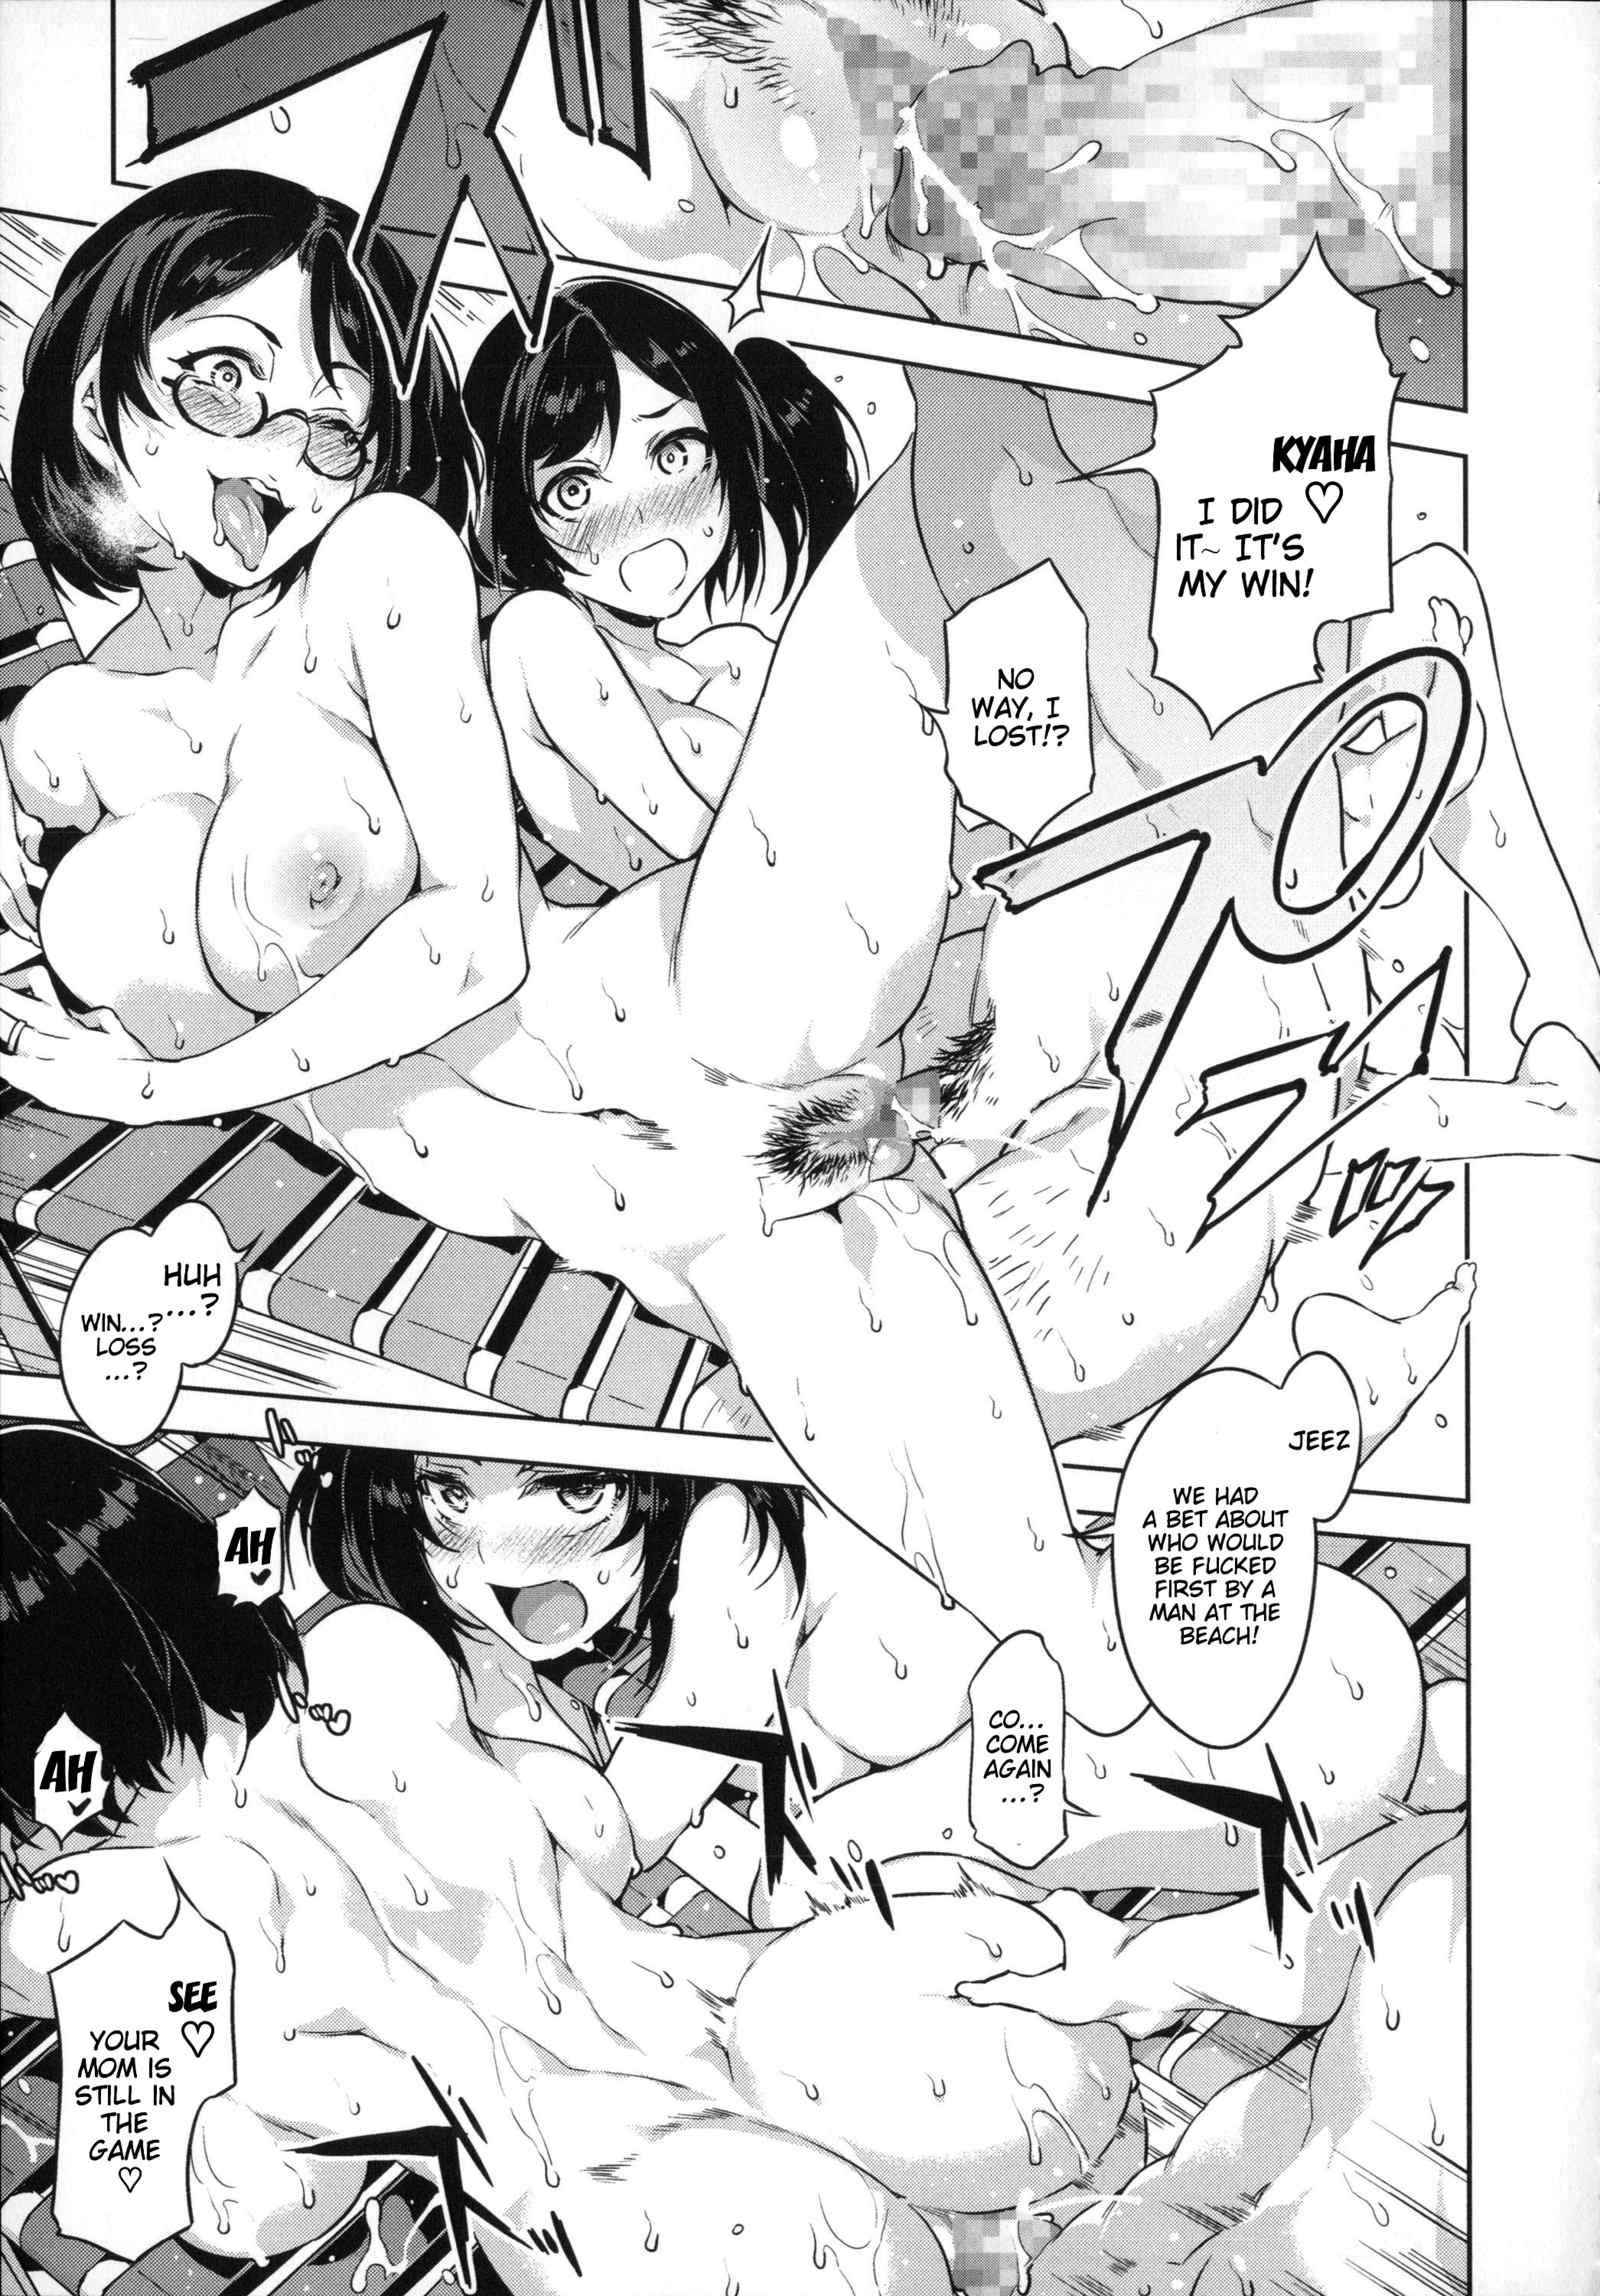 KYAHA
♡
I DID
IT~ IT'S
MY WIN!
NO
WAY, I
LOST!?
HUH
...?
WIN...?
LOSS
...?
JEEZ
WE HAD
A BET ABOUT
WHO WOULD
BE FUCKED
FIRST BY A
MAN AT THE
BEACH!
CO...
COME
AGAIN
...?
AH
♥
AH
♥
SEE
♡
YOUR
MOM IS
STILL IN
THE
GAME
♡